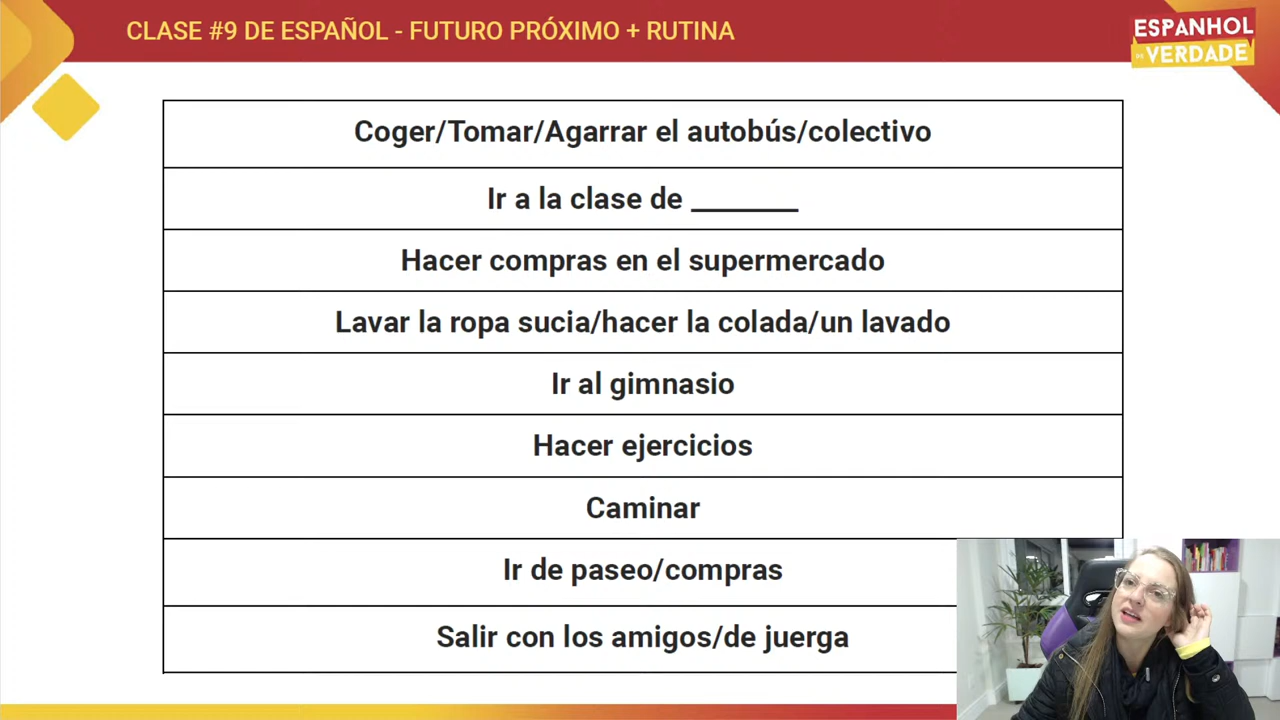 CLASE #9 DE ESPAÑOL - FUTURO PRÓXIMO + RUTINA
ESPANHOL
DE VERDADE
Coger/Tomar/Agarrar el autobús/colectivo
Ir a la clase de _______
Hacer compras en el supermercado
Lavar la ropa sucia/hacer la colada/un lavado
Ir al gimnasio
Hacer ejercicios
Caminar
Ir de paseo/compras
Salir con los amigos/de juerga